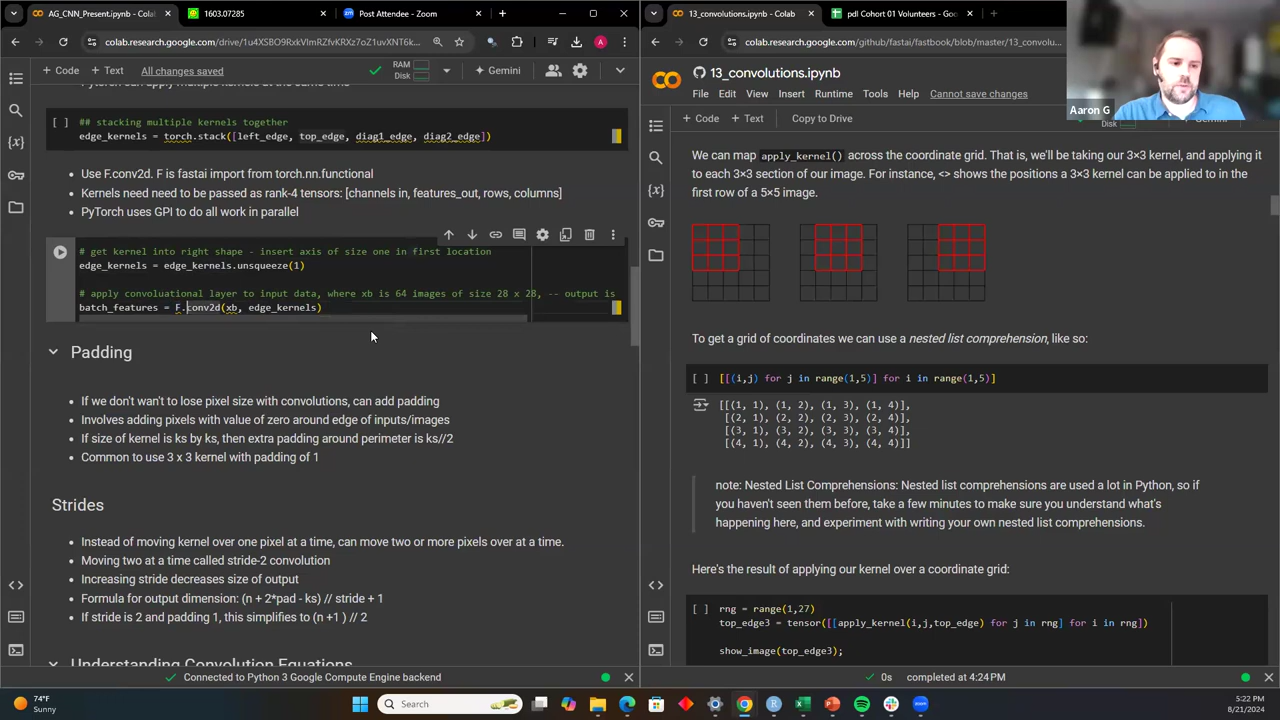 AG_CNN_Present.ipynb - Colab
1603.07285
Post Attendee - Zoom
colab.research.google.com/drive/1u4XSBO9RxkVlmRZfvKRXz7oZ1uvXNT6k...
+ Code + Text All changes saved
RAM
Disk
Gemini
PyTorch can apply multiple kernels at the same time
[ ] ## stacking multiple kernels together
edge_kernels = torch.stack([left_edge, top_edge, diag1_edge, diag2_edge])
Use F.conv2d. F is fastai import from torch.nn.functional
Kernels need need to be passed as rank-4 tensors: [channels in, features_out, rows, columns]
PyTorch uses GPI to do all work in parallel
# get kernel into right shape - insert axis of size one in first location
edge_kernels = edge_kernels.unsqueeze(1)
# apply convoluational layer to input data, where xb is 64 images of size 28 x 28, -- output is
batch_features = F.conv2d(xb, edge_kernels)
Padding
If we don't wan't to lose pixel size with convolutions, can add padding
Involves adding pixels with value of zero around edge of inputs/images
If size of kernel is ks by ks, then extra padding around perimeter is ks//2
Common to use 3 x 3 kernel with padding of 1
Strides
Instead of moving kernel over one pixel at a time, can move two or more pixels over at a time.
Moving two at a time called stride-2 convolution
Increasing stride decreases size of output
Formula for output dimension: (n + 2*pad - ks) // stride + 1
If stride is 2 and padding 1, this simplifies to (n +1 ) // 2
Understanding Convolution Equations
Connected to Python 3 Google Compute Engine backend
13_convolutions.ipynb - Colab
pdl Cohort 01 Volunteers - Go
colab.research.google.com/github/fastai/fastbook/blob/master/13_convolu...
13_convolutions.ipynb
File Edit View Insert Runtime Tools Help Cannot save changes
Aaron G
+ Code + Text Copy to Drive
Disk
We can map apply_kernel() across the coordinate grid. That is, we'll be taking our 3×3 kernel, and applying it
to each 3×3 section of our image. For instance, <> shows the positions a 3×3 kernel can be applied to in the
first row of a 5×5 image.
To get a grid of coordinates we can use a nested list comprehension, like so:
[ ] [[(i,j) for j in range(1,5)] for i in range(1,5)]
[[(1, 1), (1, 2), (1, 3), (1, 4)],
[(2, 1), (2, 2), (2, 3), (2, 4)],
[(3, 1), (3, 2), (3, 3), (3, 4)],
[(4, 1), (4, 2), (4, 3), (4, 4)]]
note: Nested List Comprehensions: Nested list comprehensions are used a lot in Python, so if
you haven't seen them before, take a few minutes to make sure you understand what's
happening here, and experiment with writing your own nested list comprehensions.
Here's the result of applying our kernel over a coordinate grid:
[ ] rng = range(1,27)
top_edge3 = tensor([[apply_kernel(i,j,top_edge) for j in rng] for i in rng])
show_image(top_edge3);
0s completed at 4:24 PM
74°F
Sunny
Search
5:22 PM
8/21/2024